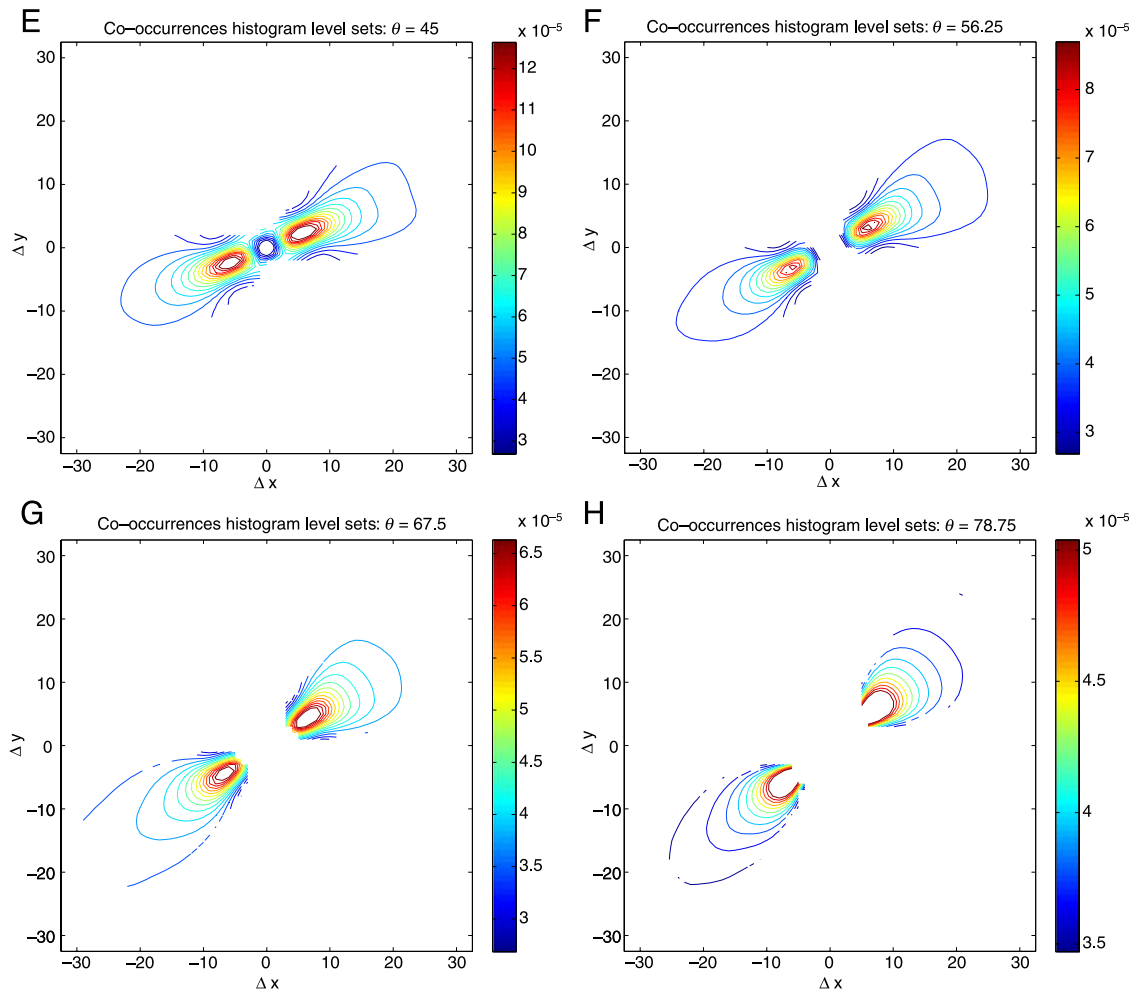 E
Co-occurrences histogram level sets: θ = 45
x 10⁻⁵
30
20
10
0
−10
−20
−30
Δ y
−30 −20 −10 0 10 20 30
Δ x
12
11
10
9
8
7
6
5
4
3
F
Co-occurrences histogram level sets: θ = 56.25
x 10⁻⁵
30
20
10
0
−10
−20
−30
Δ y
−30 −20 −10 0 10 20 30
Δ x
8
7
6
5
4
3
G
Co-occurrences histogram level sets: θ = 67.5
x 10⁻⁵
30
20
10
0
−10
−20
−30
Δ y
−30 −20 −10 0 10 20 30
Δ x
6.5
6
5.5
5
4.5
4
3.5
3
H
Co-occurrences histogram level sets: θ = 78.75
x 10⁻⁵
30
20
10
0
−10
−20
−30
Δ y
−30 −20 −10 0 10 20 30
Δ x
5
4.5
4
3.5